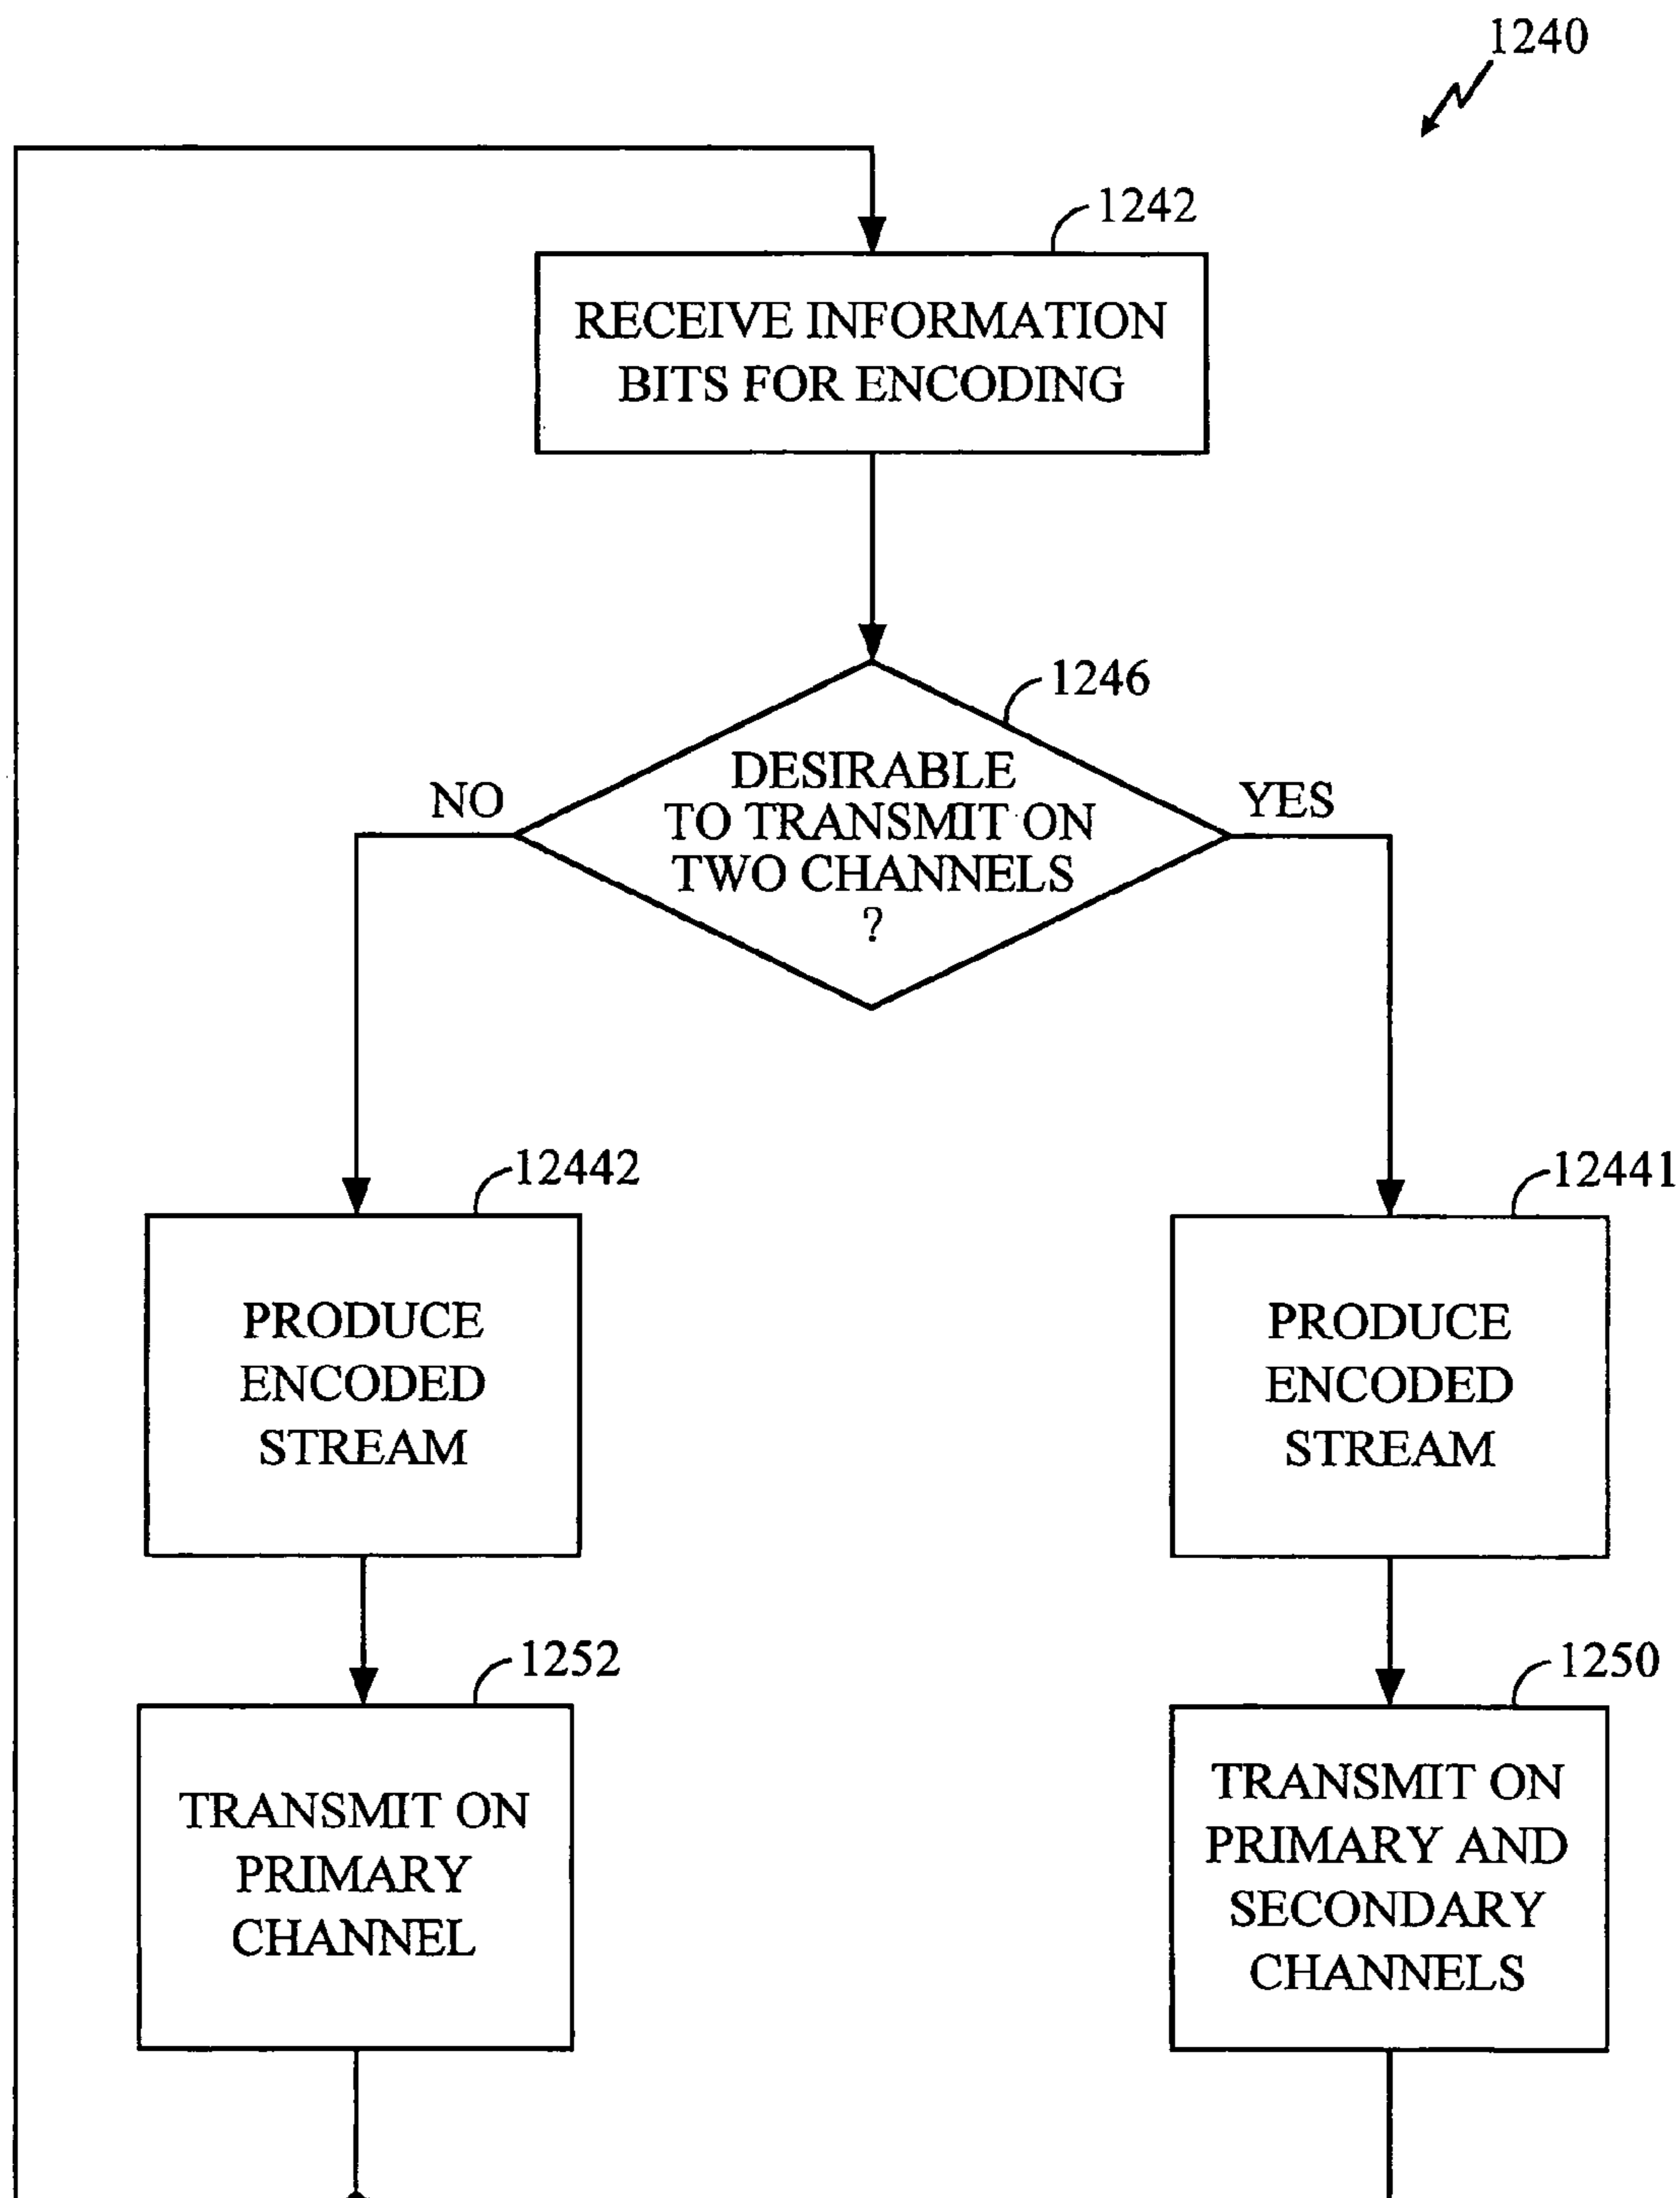 1240
1242
RECEIVE INFORMATION
BITS FOR ENCODING
1246
DESIRABLE
TO TRANSMIT ON
TWO CHANNELS
?
NO
YES
12442
12441
PRODUCE
ENCODED
STREAM
PRODUCE
ENCODED
STREAM
1252
1250
TRANSMIT ON
PRIMARY
CHANNEL
TRANSMIT ON
PRIMARY AND
SECONDARY
CHANNELS